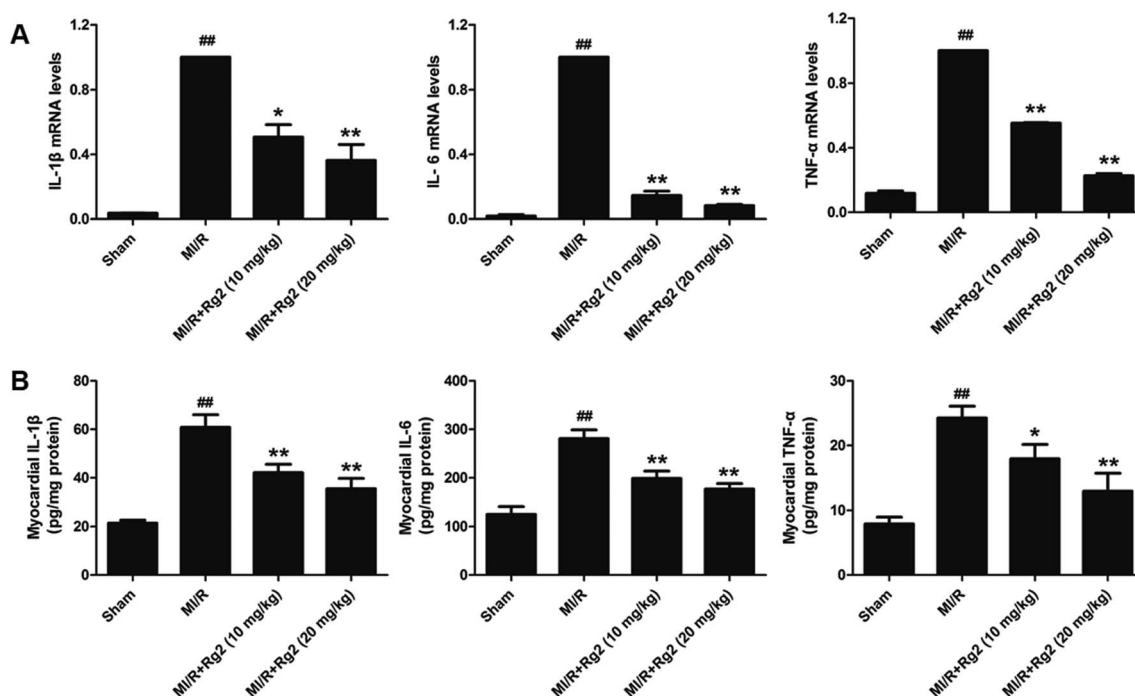 A
IL-1β mRNA levels
1.2
0.8
0.4
0.0
##
*
**
Sham
MI/R
MI/R+Rg2 (10 mg/kg)
MI/R+Rg2 (20 mg/kg)
IL- 6 mRNA levels
1.2
0.8
0.4
0.0
##
**
**
Sham
MI/R
MI/R+Rg2 (10 mg/kg)
MI/R+Rg2 (20 mg/kg)
TNF-α mRNA levels
1.2
0.8
0.4
0.0
##
**
**
Sham
MI/R
MI/R+Rg2 (10 mg/kg)
MI/R+Rg2 (20 mg/kg)
B
Myocardial IL-1β
(pg/mg protein)
80
60
40
20
0
##
**
**
Sham
MI/R
MI/R+Rg2 (10 mg/kg)
MI/R+Rg2 (20 mg/kg)
Myocardial IL-6
(pg/mg protein)
400
300
200
100
0
##
**
**
Sham
MI/R
MI/R+Rg2 (10 mg/kg)
MI/R+Rg2 (20 mg/kg)
Myocardial TNF-α
(pg/mg protein)
30
20
10
0
##
*
**
Sham
MI/R
MI/R+Rg2 (10 mg/kg)
MI/R+Rg2 (20 mg/kg)